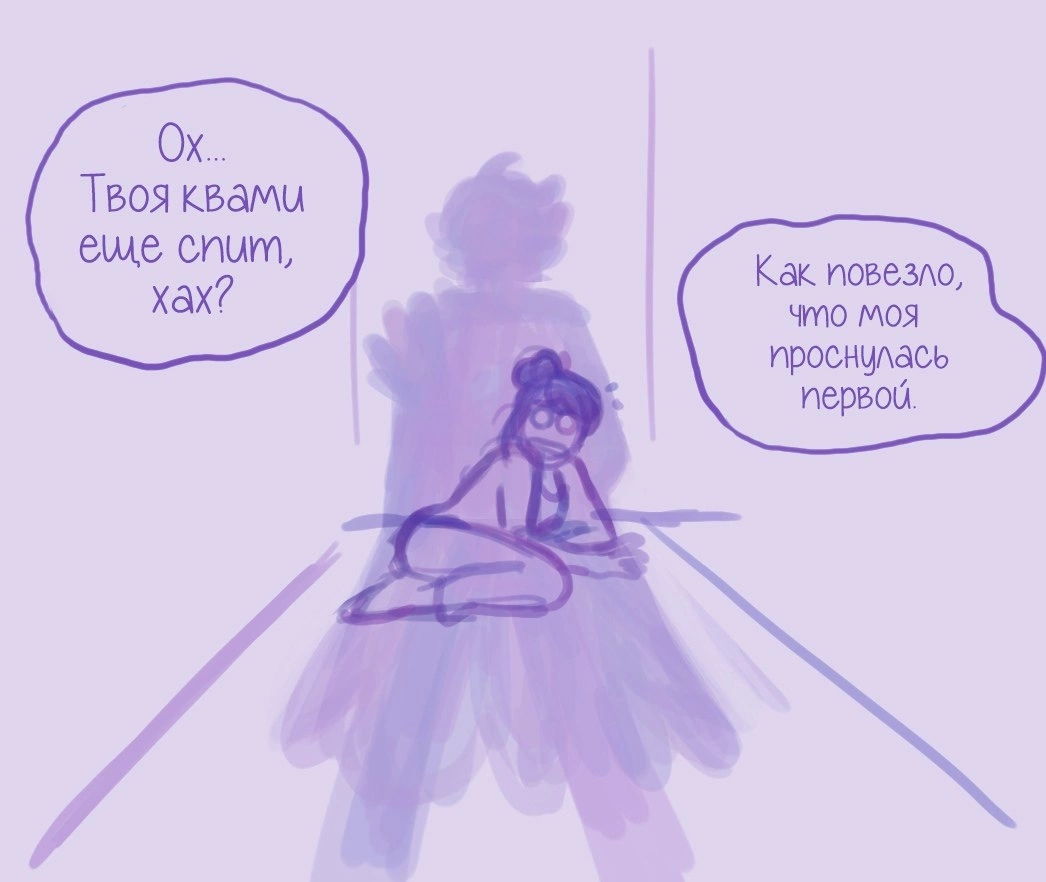 Ох...
Твоя квами
еще спит,
хах?
Как повезло,
что моя
проснулась
первой.